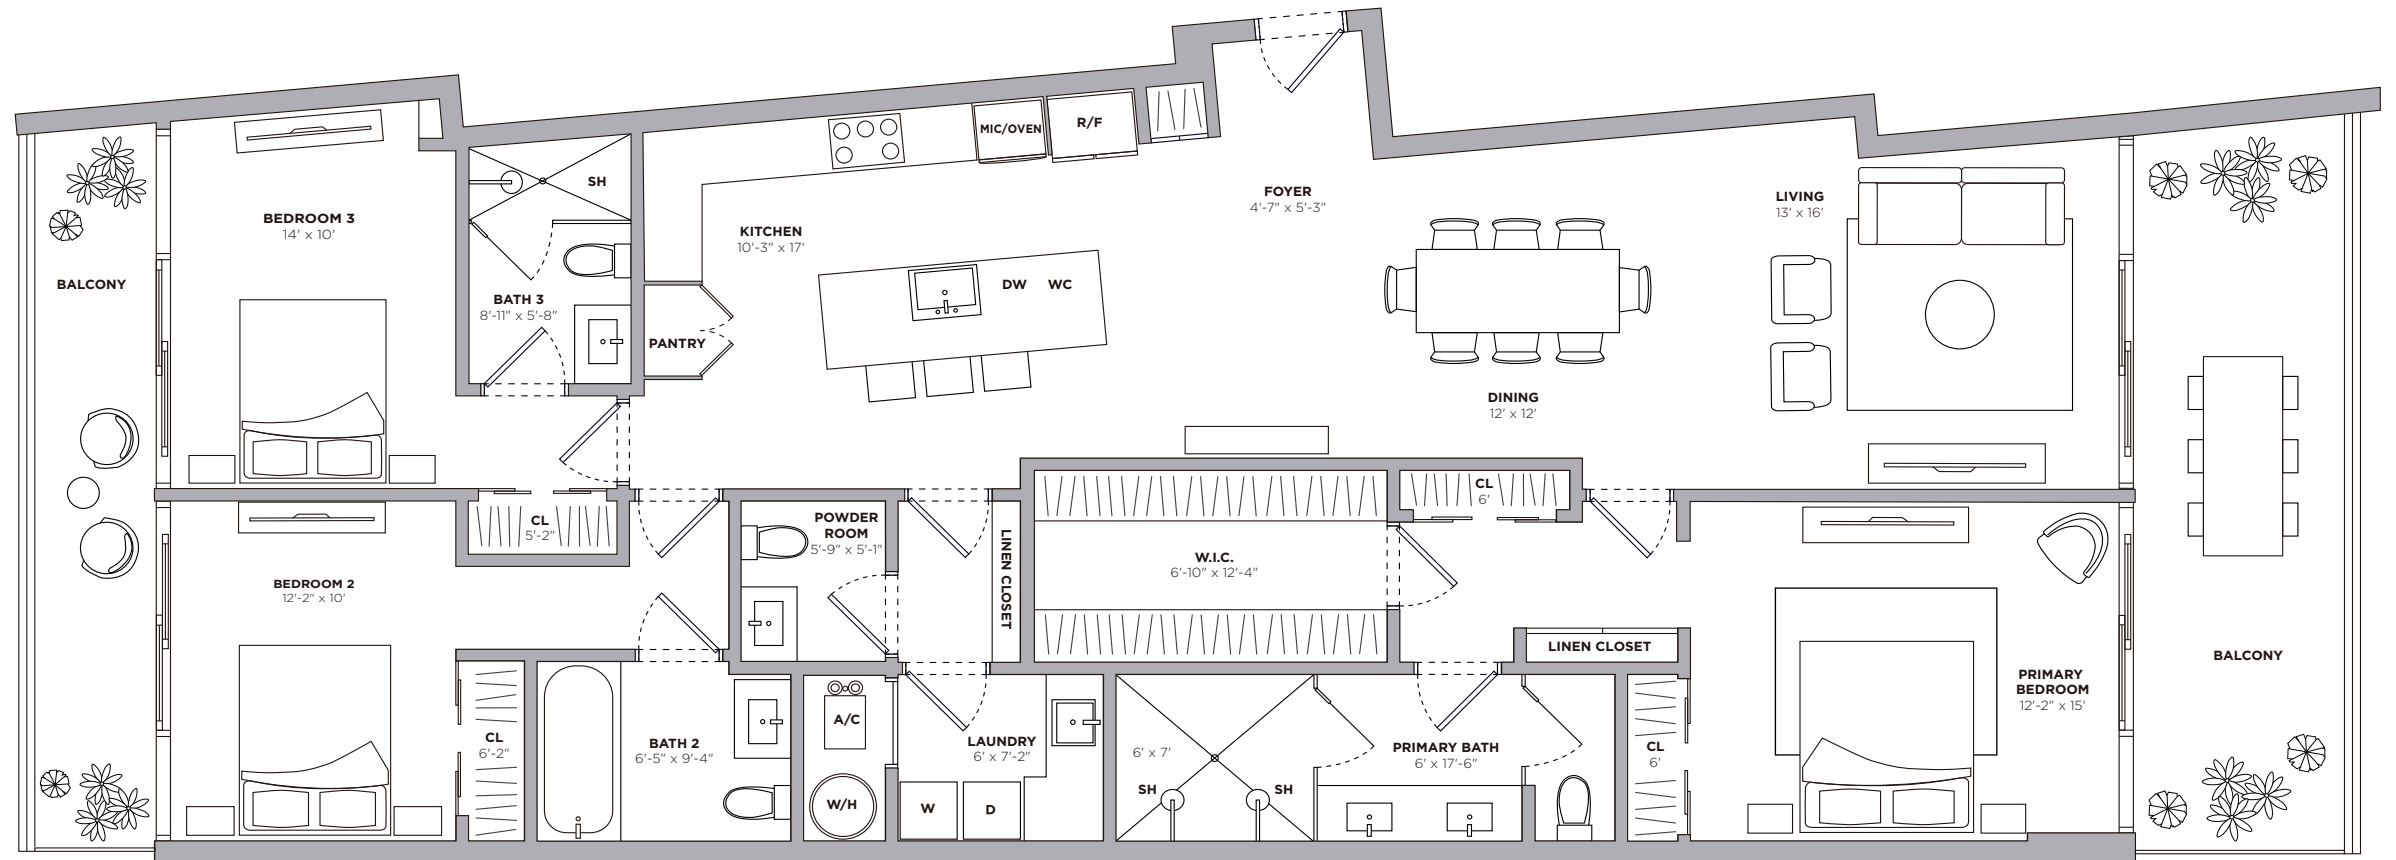 BALCONY
BEDROOM 3
14' x 10'
SH
BATH 3
8'-11" x 5'-8"
KITCHEN
10'-3" x 17'
PANTRY
MIC/OVEN
R/F
DW WC
FOYER
4'-7" x 5'-3"
DINING
12' x 12'
LIVING
13' x 16'
CL
5'-2"
BEDROOM 2
12'-2" x 10'
CL
6'-2"
BATH 2
6'-5" x 9'-4"
POWDER
ROOM
5'-9" x 5'-1"
LINEN CLOSET
A/C
W/H
LAUNDRY
6' x 7'-2"
W
D
W.I.C.
6'-10" x 12'-4"
CL
6'
LINEN CLOSET
6' x 7'
SH
SH
PRIMARY BATH
6' x 17'-6"
CL
6'
PRIMARY
BEDROOM
12'-2" x 15'
BALCONY